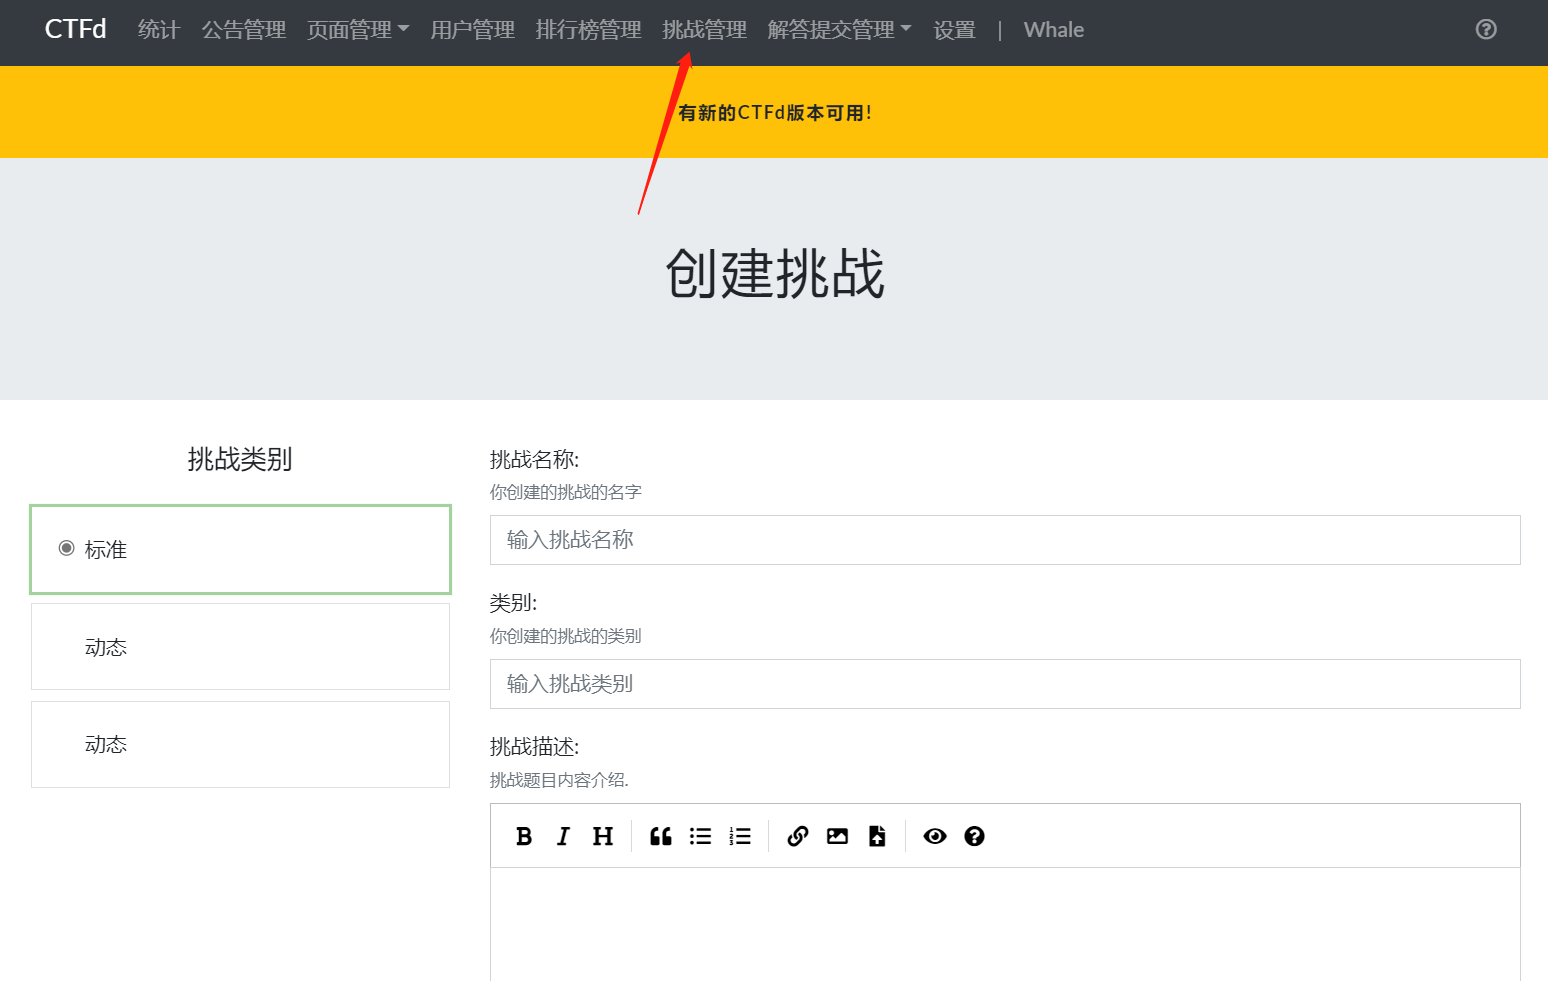 CTFd 统计 公告管理 页面管理 用户管理 排行榜管理 挑战管理 解答提交管理 设置 | Whale
有新的CTFd版本可用!
创建挑战
挑战类别
标准
动态
动态
挑战名称:
你创建的挑战的名字
输入挑战名称
类别:
你创建的挑战的类别
输入挑战类别
挑战描述:
挑战题目内容介绍.
B I H